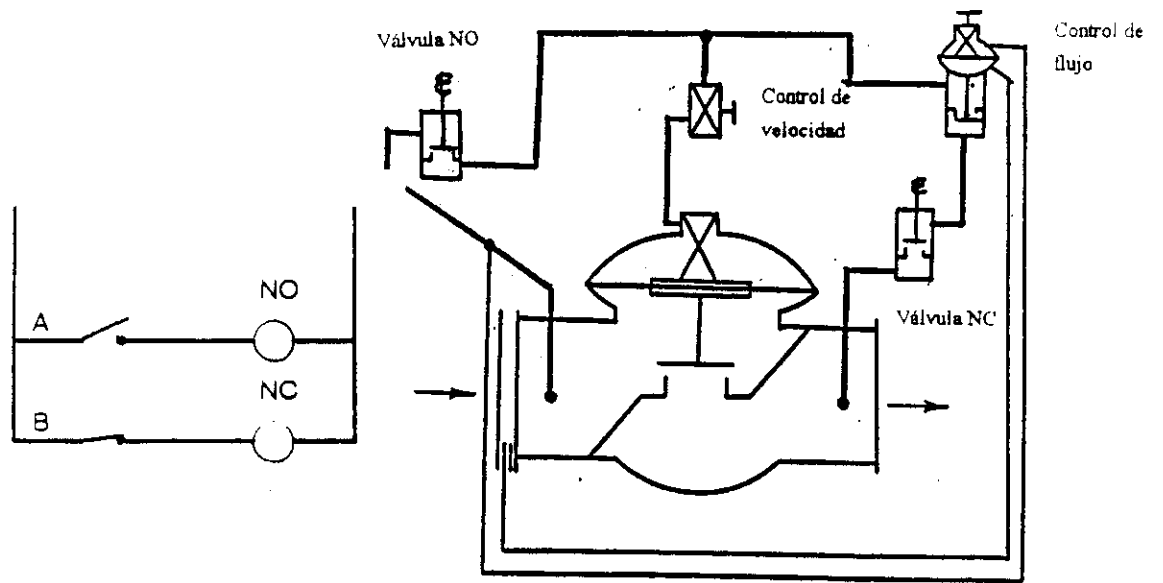 Válvula NO
Control de
flujo
Control de
velocidad
NO
A
Válvula NC
NC
B